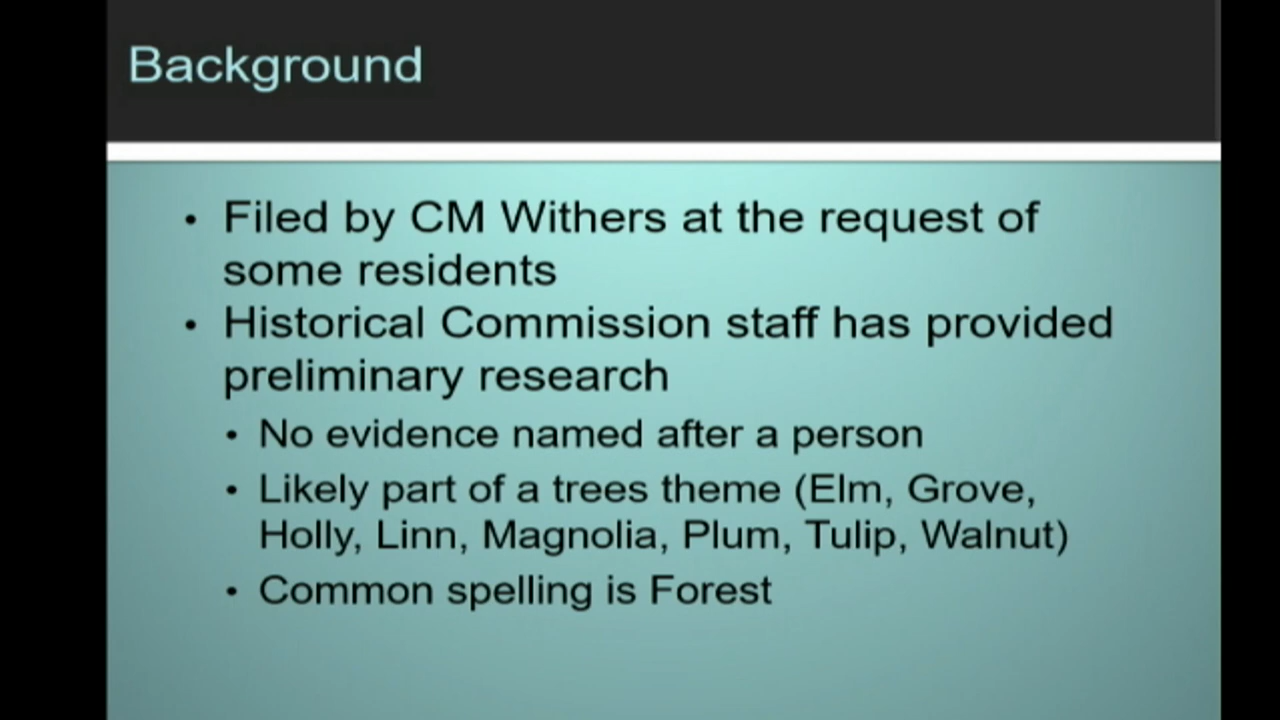 Background
• Filed by CM Withers at the request of
some residents
• Historical Commission staff has provided
preliminary research
• No evidence named after a person
• Likely part of a trees theme (Elm, Grove,
Holly, Linn, Magnolia, Plum, Tulip, Walnut)
• Common spelling is Forest